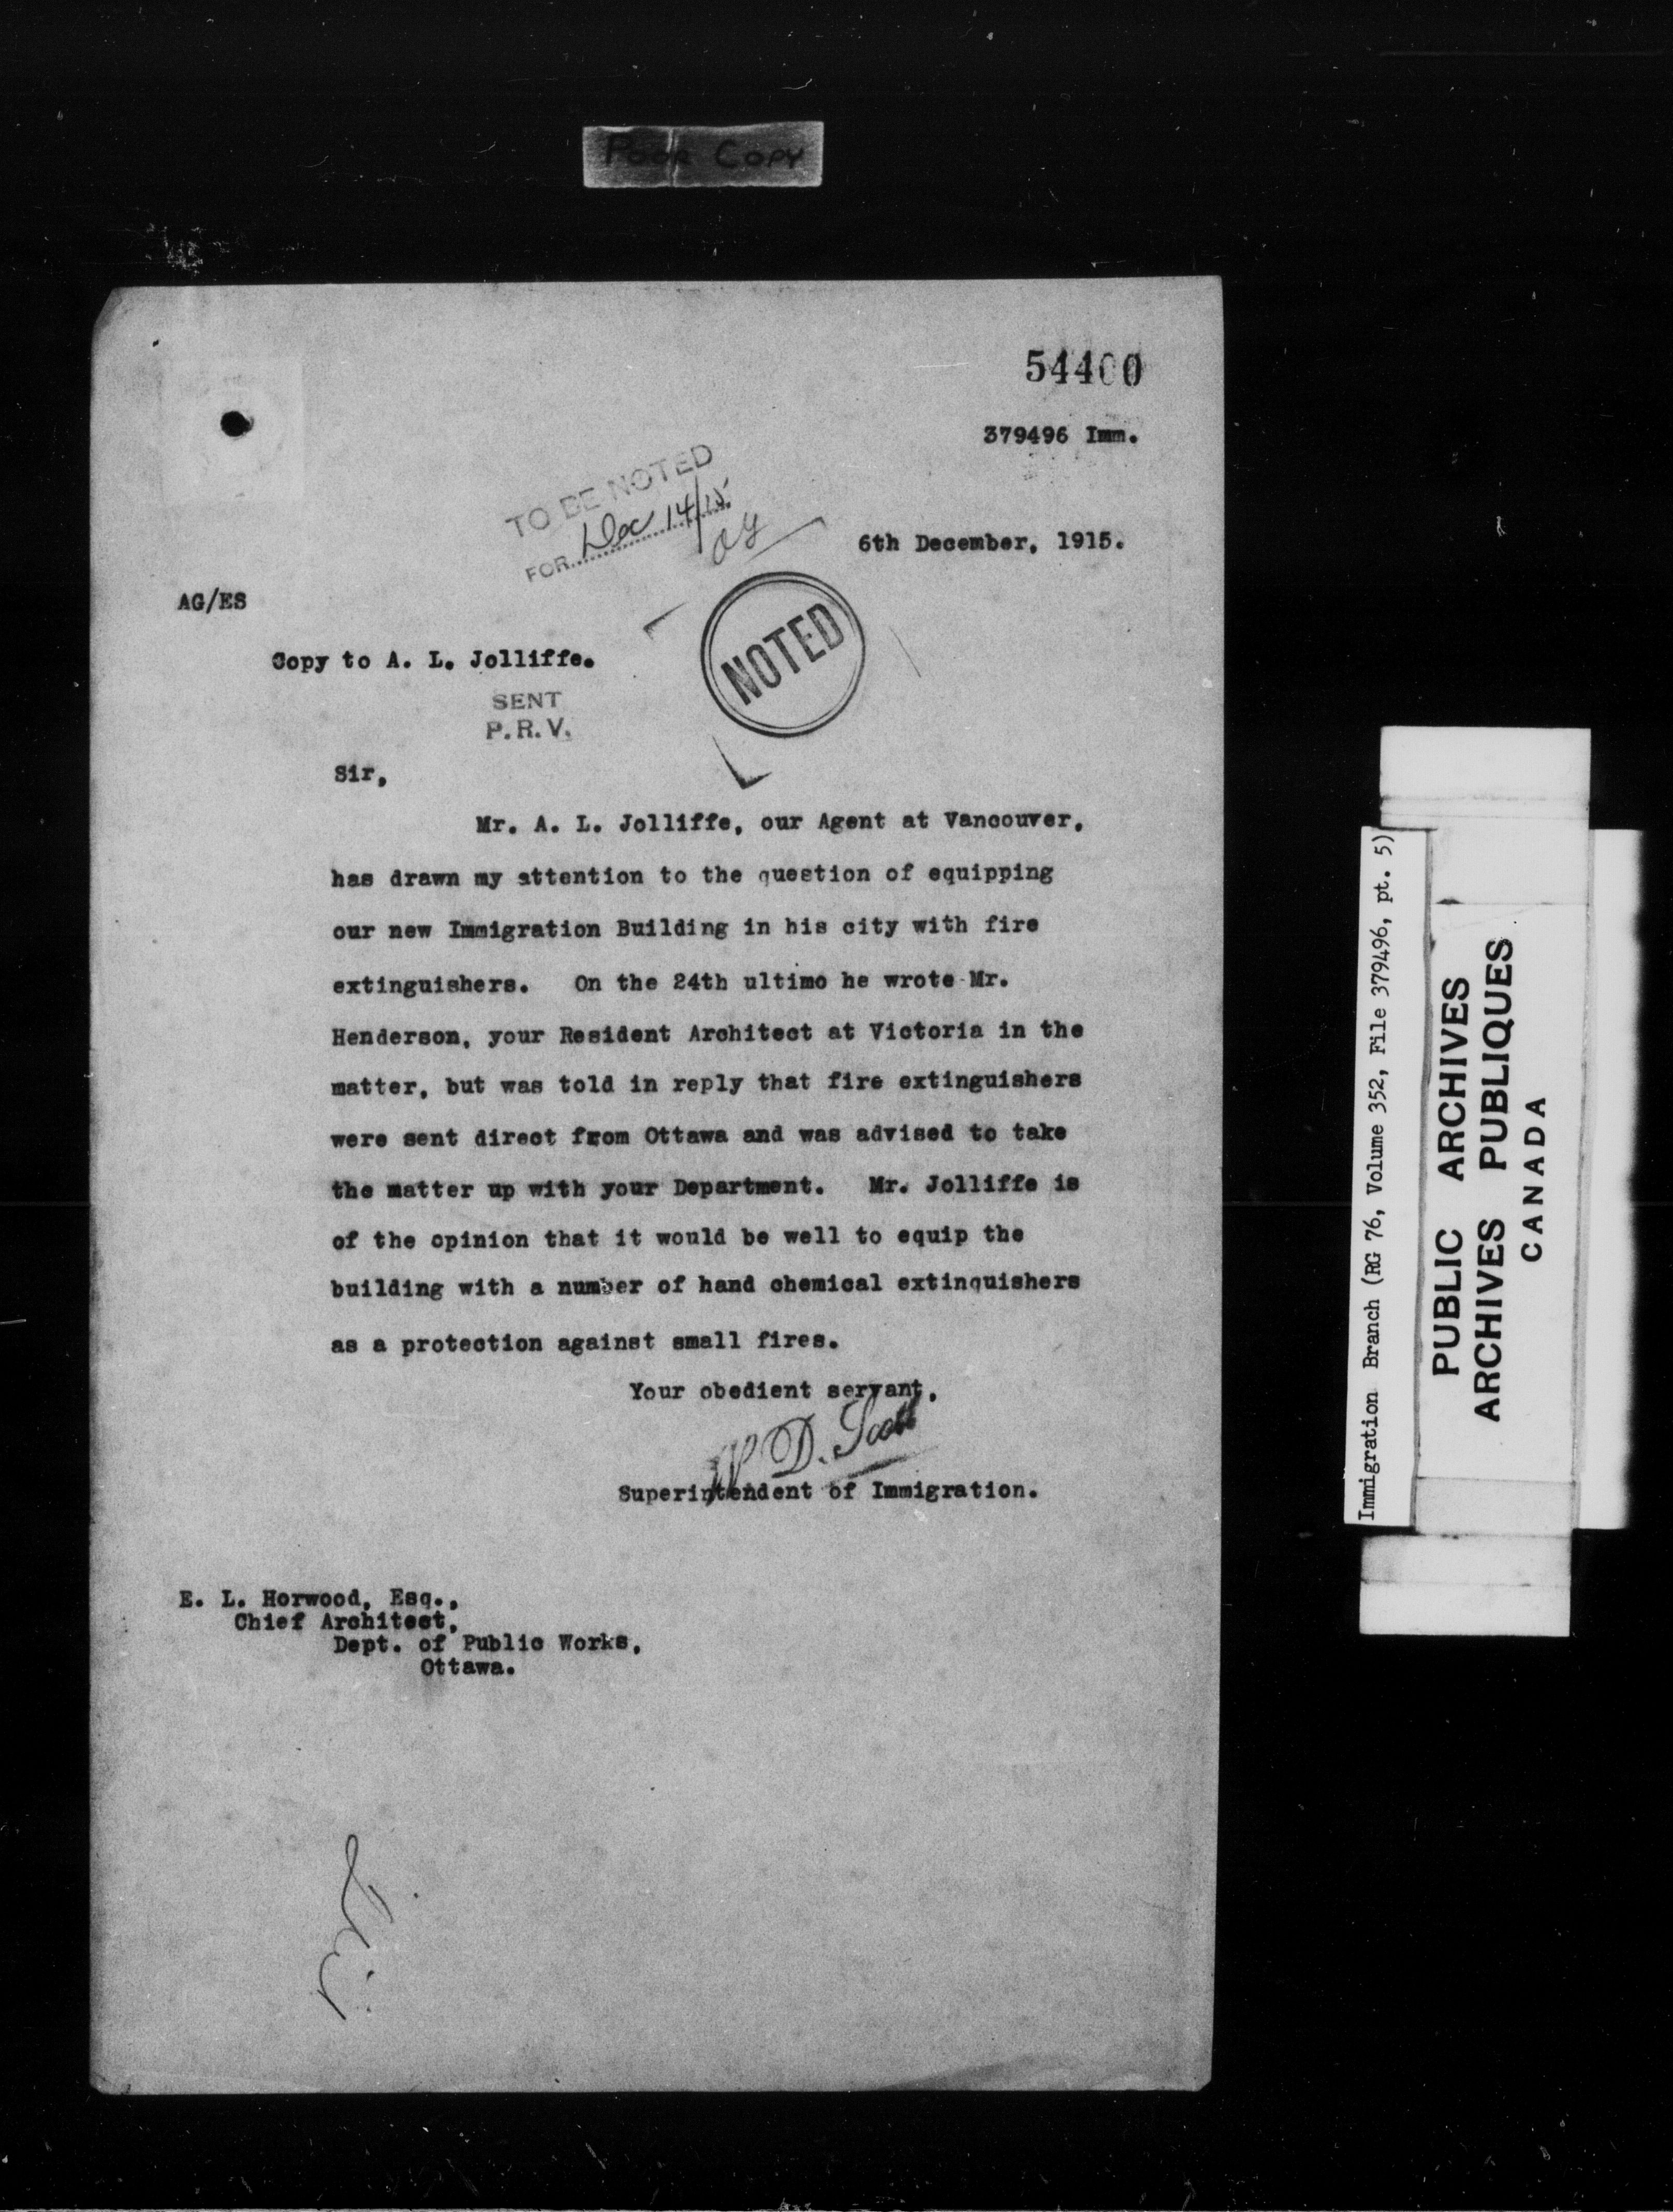 POOR COPY
54400
379496 Imm.
TO BE NOTED
FOR Dec 14/15
6th December, 1915.
AG/ES
NOTED
Copy to A. L. Jolliffe.
SENT
P.R.V.
Sir,
Mr. A. L. Jolliffe, our Agent at Vancouver,
has drawn my attention to the question of equipping
our new Immigration Building in his city with fire
extinguishers. On the 24th ultimo he wrote Mr.
Henderson, your Resident Architect at Victoria in the
matter, but was told in reply that fire extinguishers
were sent direct from Ottawa and was advised to take
the matter up with your Department. Mr. Jolliffe is
of the opinion that it would be well to equip the
building with a number of hand chemical extinquishers
as a protection against small fires.
Your obedient servant,
W. D. Scott
Superintendent of Immigration.
E. L. Horwood, Esq.,
Chief Architect,
Dept. of Public Works,
Ottawa.
Immigration Branch (RG 76, Volume 352, File 379496, pt. 5)
PUBLIC ARCHIVES
ARCHIVES PUBLIQUES
CANADA